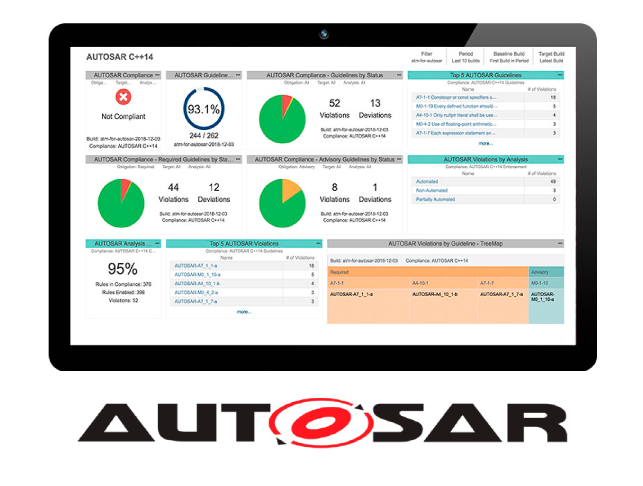 AUTOSAR C++14
Filter
atm-for-autosar
Period
Last 10 builds
Baseline Build
First Build in Period
Target Build
Latest Build
AUTOSAR Compliance
Obliga... Target... Analys...
Not Compliant
Build: atm-for-autosar-2018-12-03
Compliance: AUTOSAR C++14
AUTOSAR Guideline...
93.1%
244 / 262
autosar-2018-12-03
AUTOSAR Compliance - Guidelines by Status
Obligation: All Target: All Analysis: All
52
Violations
13
Deviations
Build: atm-for-autosar-2018-12-03
Compliance: AUTOSAR C++14
Top 5 AUTOSAR Guidelines
Compliance: AUTOSAR C++14 Guidelines
Name # of Violations
A7-1-1 Constexpr or const specifiers s... 18
M0-1-10 Every defined function should... 5
A4-10-1 Only nullptr literal shall be use... 4
M0-4-2 Use of floating-point arithmetic... 3
A7-1-7 Each expression statement an... 3
more...
AUTOSAR Compliance - Required Guidelines by Sta...
Obligation: Required Target: All Analysis: All
44
Violations
12
Deviations
Build: atm-for-autosar-2018-12-03
Compliance: AUTOSAR C++14
AUTOSAR Compliance - Advisory Guidelines by Status
Obligation: Advisory Target: All Analysis: All
8
Violations
1
Deviations
Build: atm-for-autosar-2018-12-03
Compliance: AUTOSAR C++14
AUTOSAR Violations by Analysis
Compliance: AUTOSAR C++14 Enforcement
Name # of Violations
Automated 49
Non-Automated 3
Partially Automated 0
AUTOSAR Analysis ...
Compliance: AUTOSAR C++14 C...
95%
Rules in Compliance: 376
Rules Enabled: 396
Violations: 52
Top 5 AUTOSAR Violations
Compliance: AUTOSAR C++14 Guidelines
Name # of Violations
AUTOSAR-A7_1_1-a 18
AUTOSAR-M0_1_10-a 5
AUTOSAR-A4_10_1-b 4
AUTOSAR-M0_4_2-a 3
AUTOSAR-A7_1_7-a 3
more...
AUTOSAR Violations by Guideline - TreeMap
Build: atm-for-autosar-2018-12-03 Compliance: AUTOSAR C++14
Required Advisory
A7-1-1 A4-10-1 A7-1-7 M0-1-10
AUTOSAR-A7_1_1-a AUTOSAR-A4_10_1-b AUTOSAR-A7_1_7-a AUTOSAR-M0_1_10-a
AUTOSAR